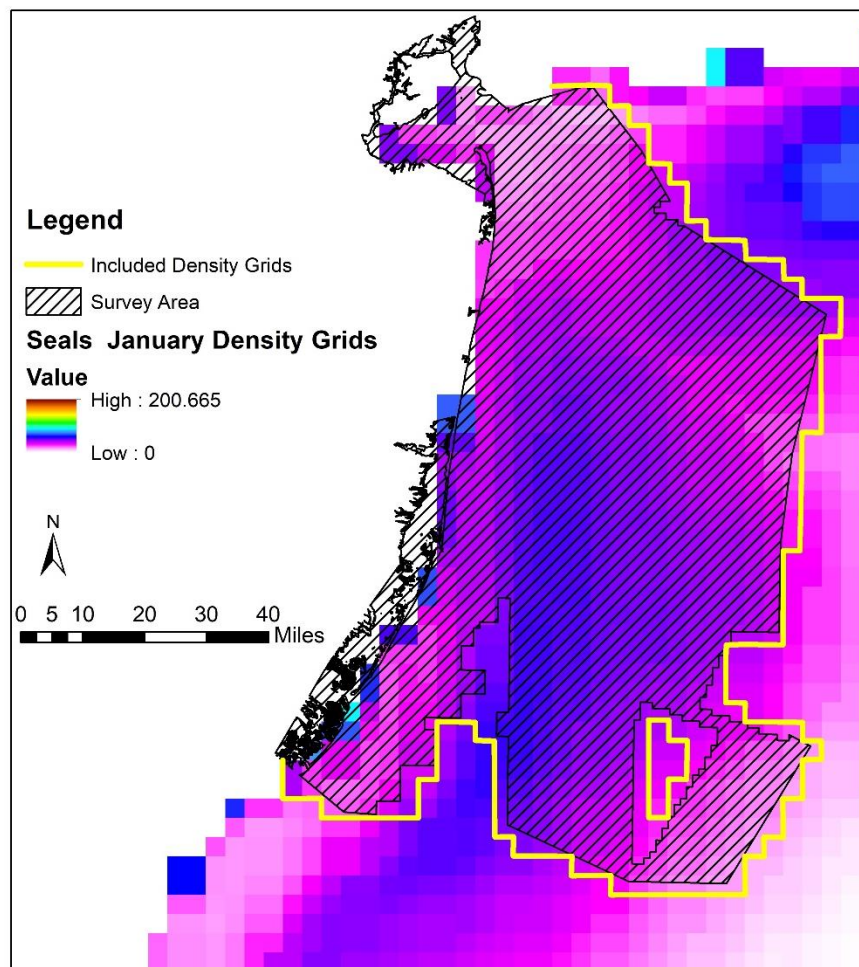 Legend
Included Density Grids
Survey Area
Seals January Density Grids
Value
High : 200.665
Low : 0
N
0 5 10 20 30 40
Miles